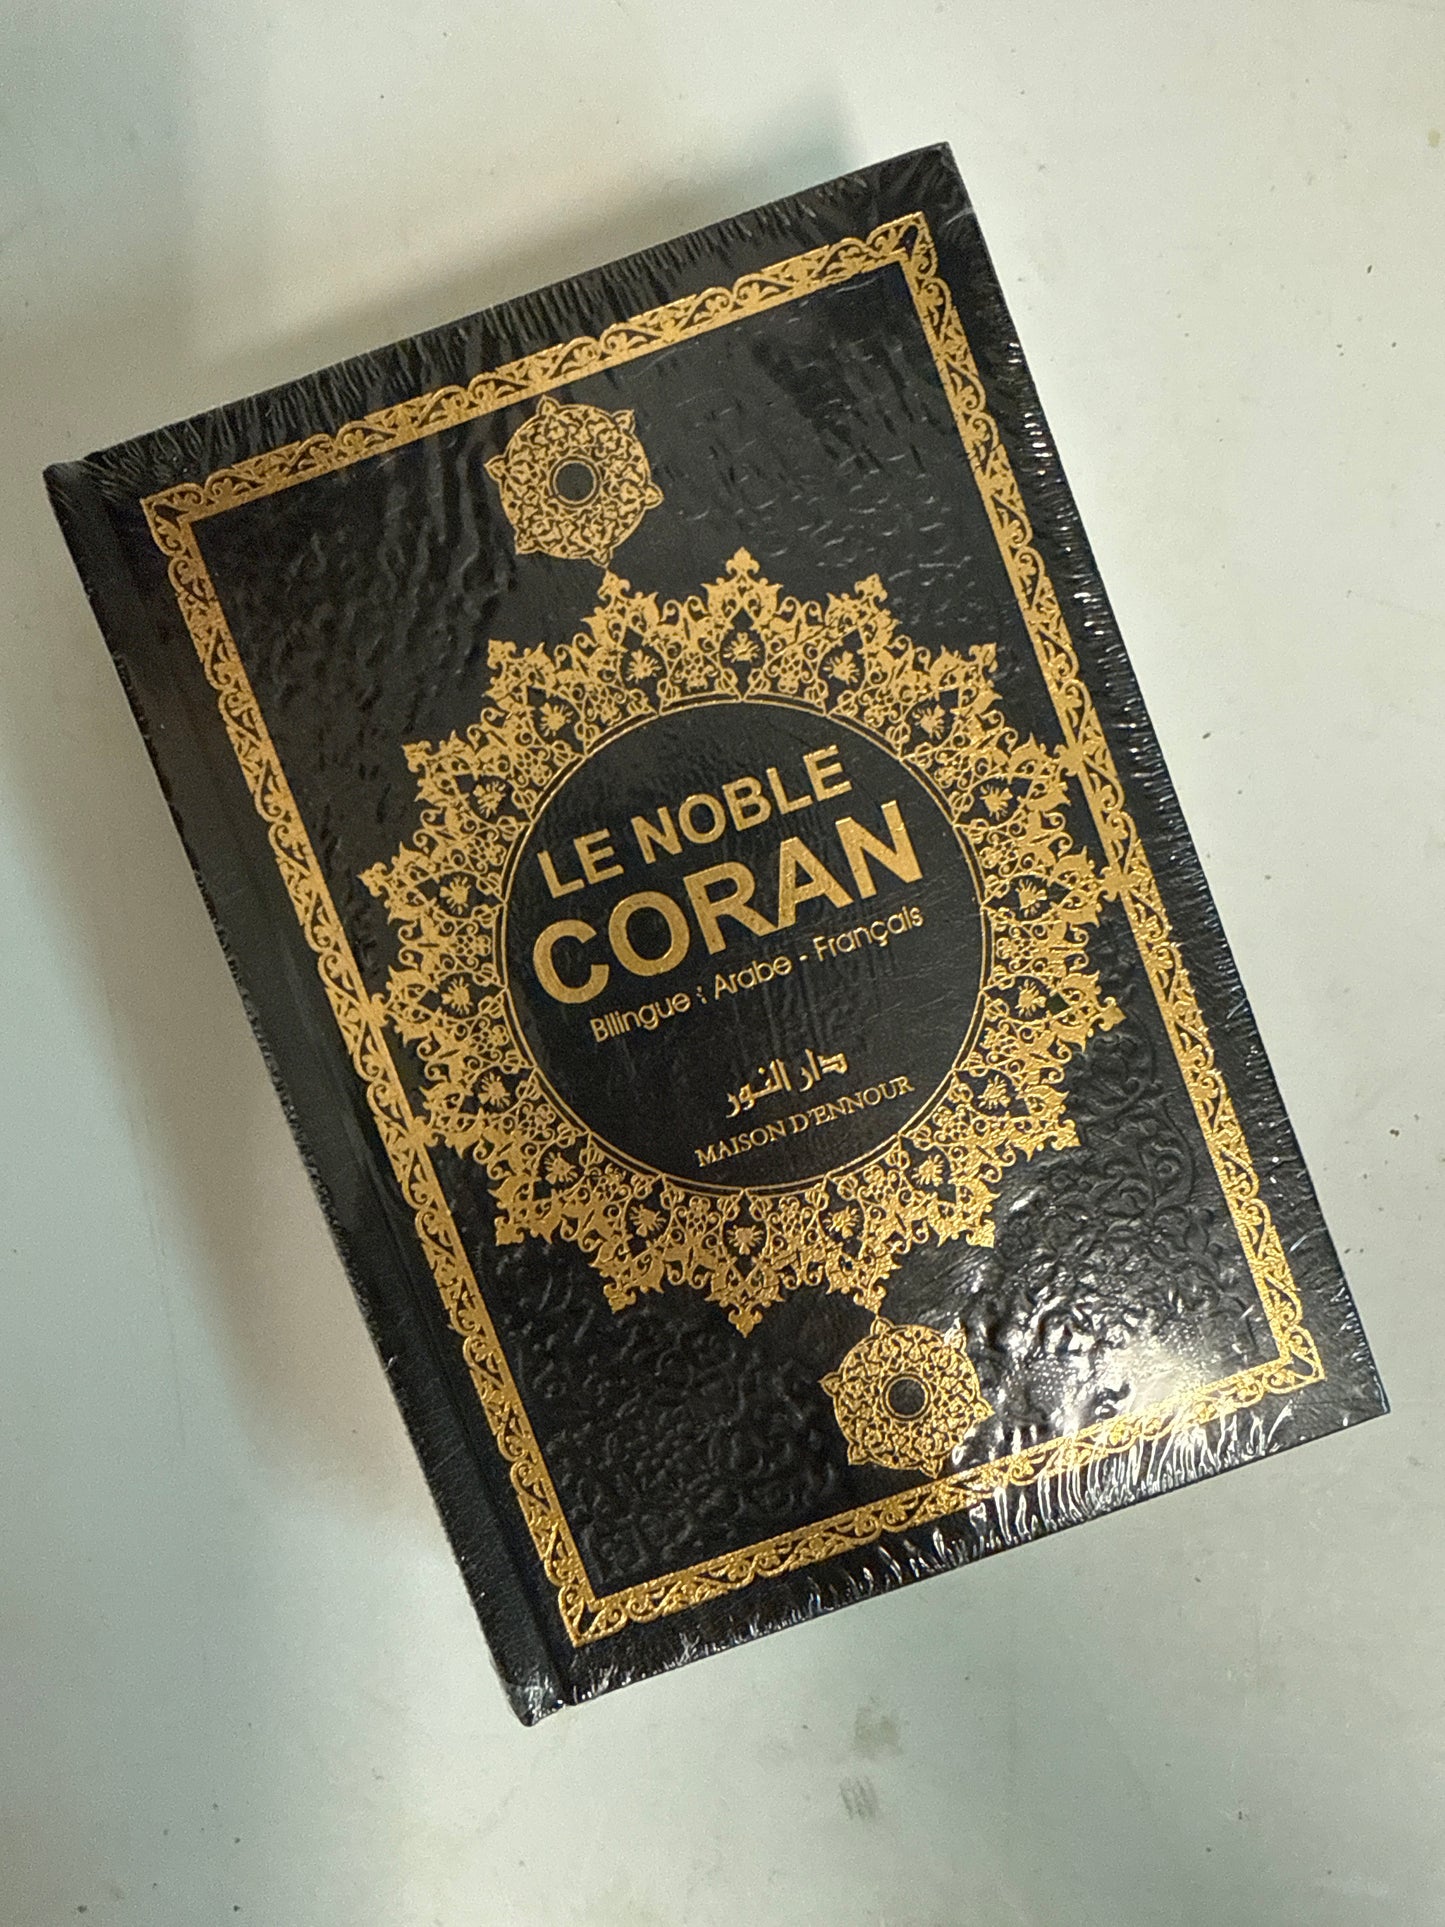 LE NOBLE
CORAN
Bilingue : Arabe - Français
دار النور
MAISON D'ENNOUR